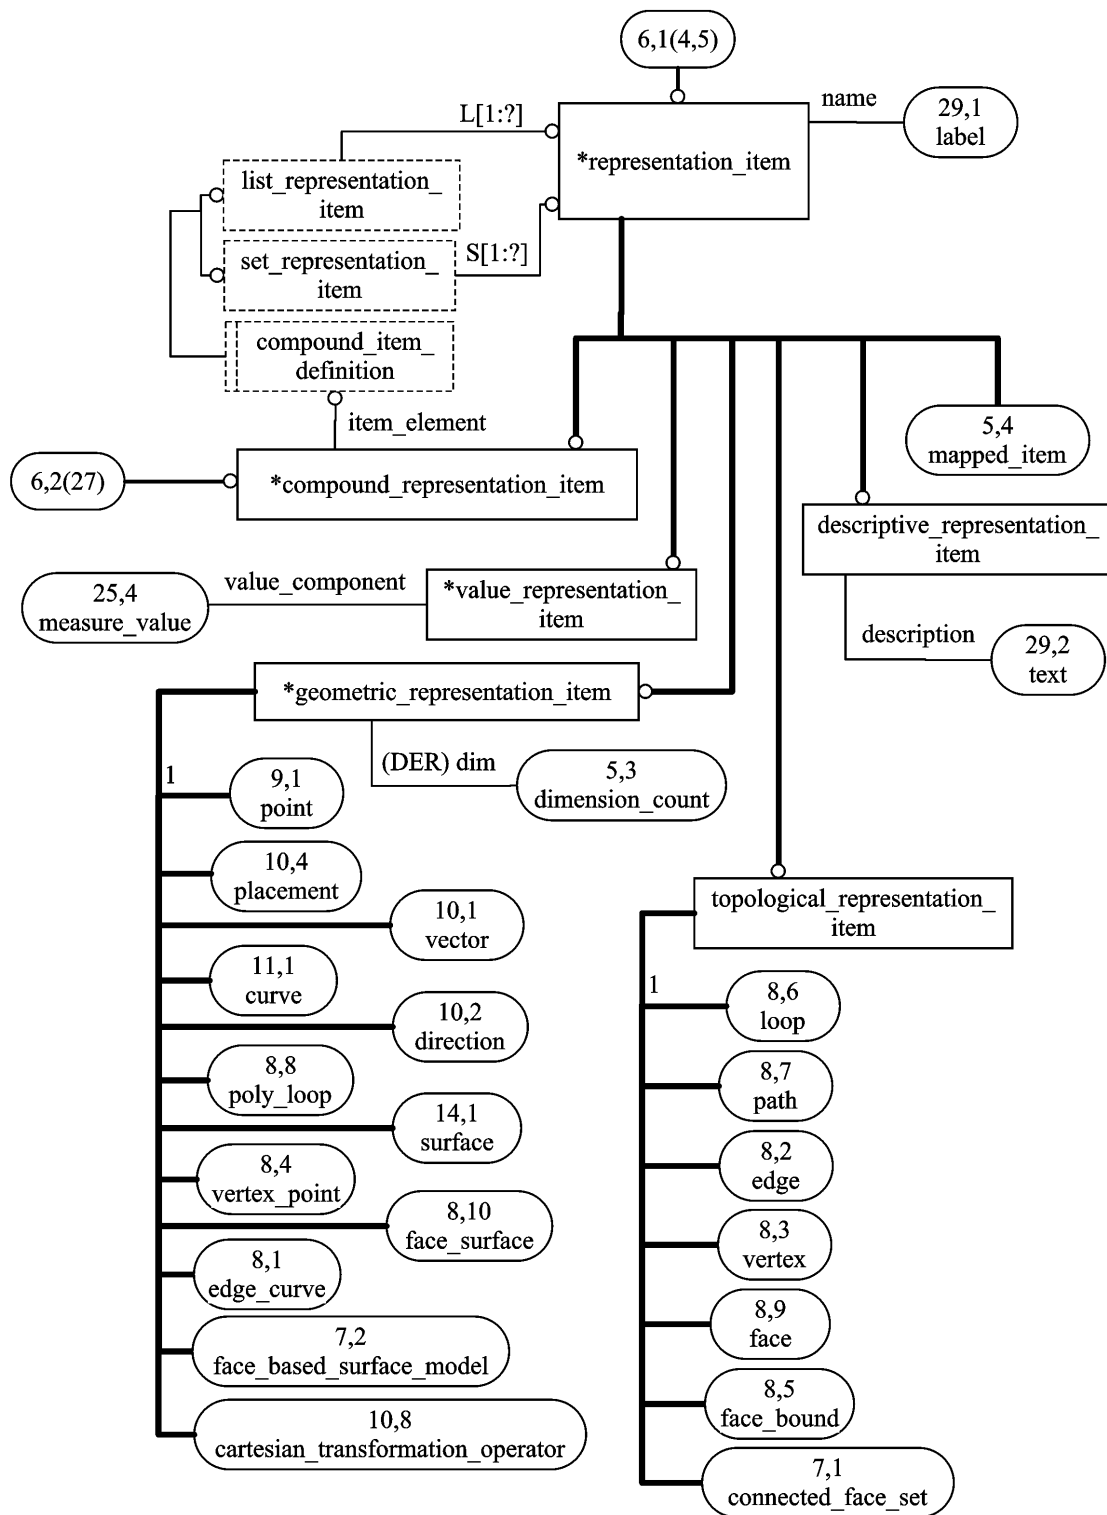 6,1(4,5)
name
29,1
label
L[1:?]
*representation_item
list_representation_
item
set_representation_
item
S[1:?]
compound_item_
definition
item_element
5,4
mapped_item
6,2(27)
*compound_representation_item
descriptive_representation_
item
25,4
measure_value
value_component
*value_representation_
item
description
29,2
text
*geometric_representation_item
(DER) dim
5,3
dimension_count
1
9,1
point
10,4
placement
10,1
vector
11,1
curve
10,2
direction
8,8
poly_loop
14,1
surface
8,4
vertex_point
8,10
face_surface
8,1
edge_curve
7,2
face_based_surface_model
10,8
cartesian_transformation_operator
topological_representation_
item
1
8,6
loop
8,7
path
8,2
edge
8,3
vertex
8,9
face
8,5
face_bound
7,1
connected_face_set